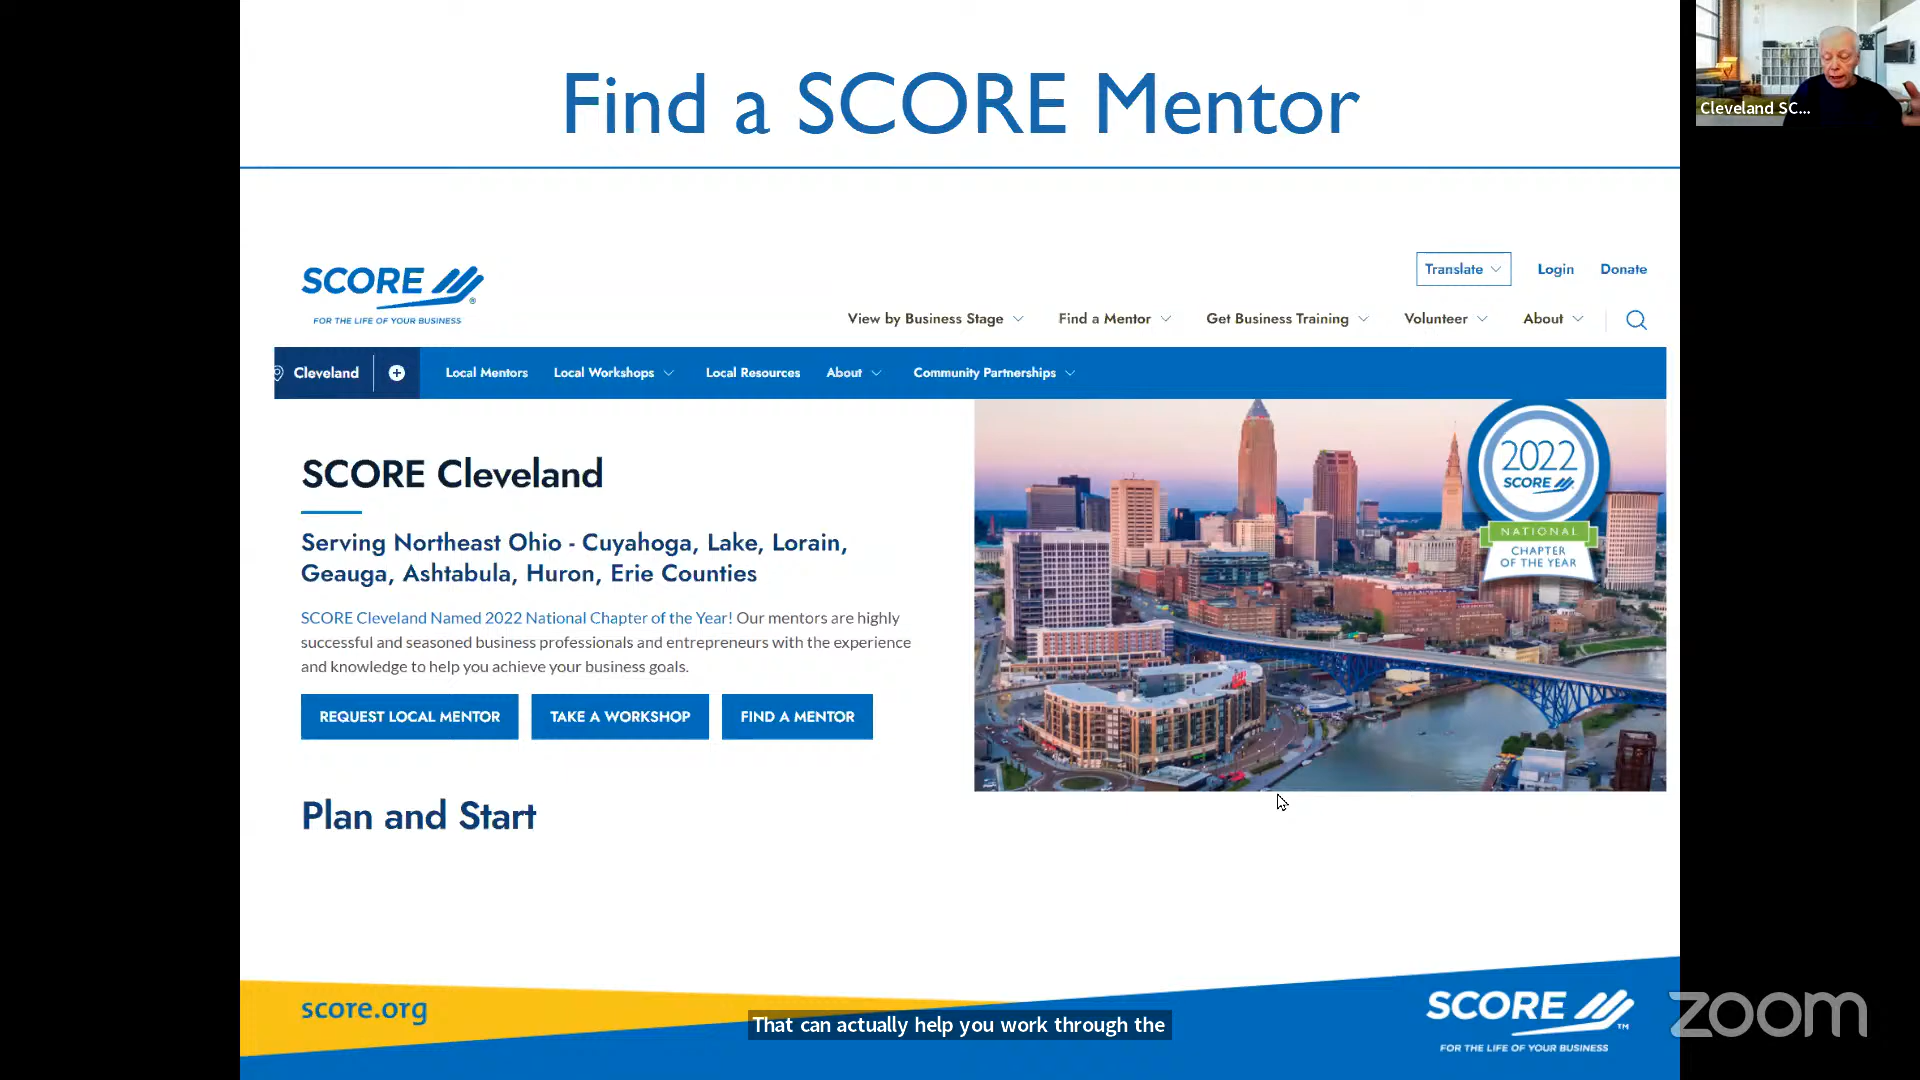 Find a SCORE Mentor
Cleveland SC...
SCORE
®
FOR THE LIFE OF YOUR BUSINESS
Translate
Login
Donate
View by Business Stage
Find a Mentor
Get Business Training
Volunteer
About
Cleveland
Local Mentors
Local Workshops
Local Resources
About
Community Partnerships
SCORE Cleveland
Serving Northeast Ohio - Cuyahoga, Lake, Lorain,
Geauga, Ashtabula, Huron, Erie Counties
SCORE Cleveland Named 2022 National Chapter of the Year! Our mentors are highly
successful and seasoned business professionals and entrepreneurs with the experience
and knowledge to help you achieve your business goals.
REQUEST LOCAL MENTOR
TAKE A WORKSHOP
FIND A MENTOR
2022
SCORE
NATIONAL
CHAPTER
OF THE YEAR
Plan and Start
score.org
That can actually help you work through the
SCORE
TM
FOR THE LIFE OF YOUR BUSINESS
zoom